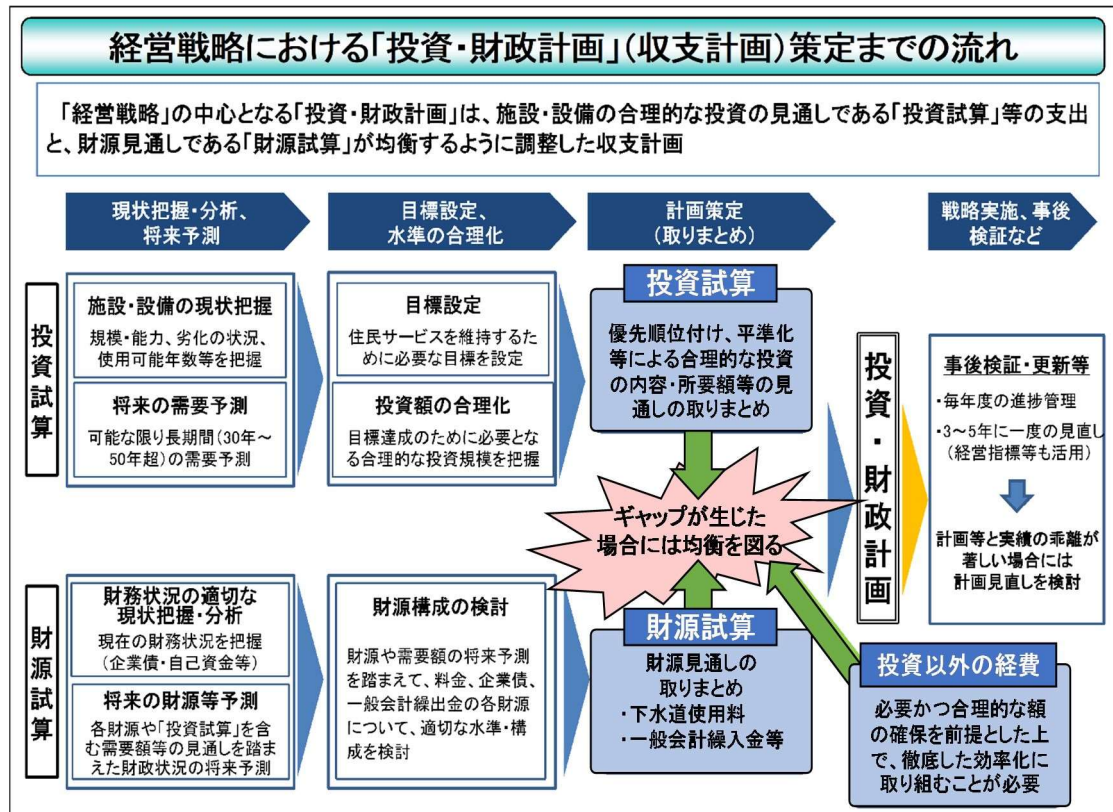 経営戦略における「投資・財政計画」（収支計画）策定までの流れ
「経営戦略」の中心となる「投資・財政計画」は、施設・設備の合理的な投資の見通しである「投資試算」等の支出
と、財源見通しである「財源試算」が均衡するように調整した収支計画
現状把握・分析、
将来予測
目標設定、
水準の合理化
計画策定
（取りまとめ）
戦略実施、事後
検証など
投資試算
施設・設備の現状把握
規模・能力、劣化の状況、
使用可能年数等を把握
将来の需要予測
可能な限り長期間（30年～
50年超）の需要予測
目標設定
住民サービスを維持するた
めに必要な目標を設定
投資額の合理化
目標達成のために必要とな
る合理的な投資規模を把握
投資試算
優先順位付け、平準化
等による合理的な投資
の内容・所要額等の見
通しの取りまとめ
ギャップが生じた
場合には均衡を図る
財源試算
財務状況の適切な
現状把握・分析
現在の財務状況を把握
（企業債・自己資金等）
将来の財源等予測
各財源や「投資試算」を含
む需要額等の見通しを踏ま
えた財政状況の将来予測
財源構成の検討
財源や需要額の将来予測
を踏まえて、料金、企業債、
一般会計繰出金の各財源
について、適切な水準・構
成を検討
財源試算
財源見通しの
取りまとめ
・下水道使用料
・一般会計繰入金等
投資・財政計画
事後検証・更新等
・毎年度の進捗管理
・3～5年に一度の見直し
（経営指標等も活用）
計画等と実績の乖離が
著しい場合には
計画見直しを検討
投資以外の経費
必要かつ合理的な額
の確保を前提とした上
で、徹底した効率化に
取り組むことが必要